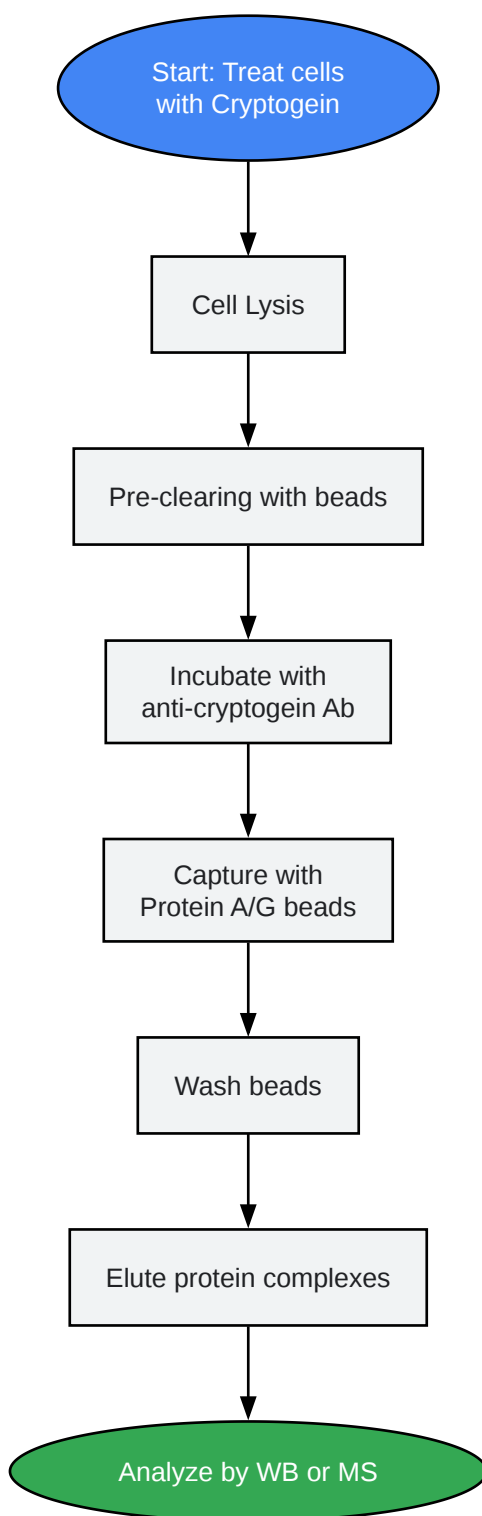 Start: Treat cells
with Cryptogein
Cell Lysis
Pre-clearing with beads
Incubate with
anti-cryptogein Ab
Capture with
Protein A/G beads
Wash beads
Elute protein complexes
Analyze by WB or MS